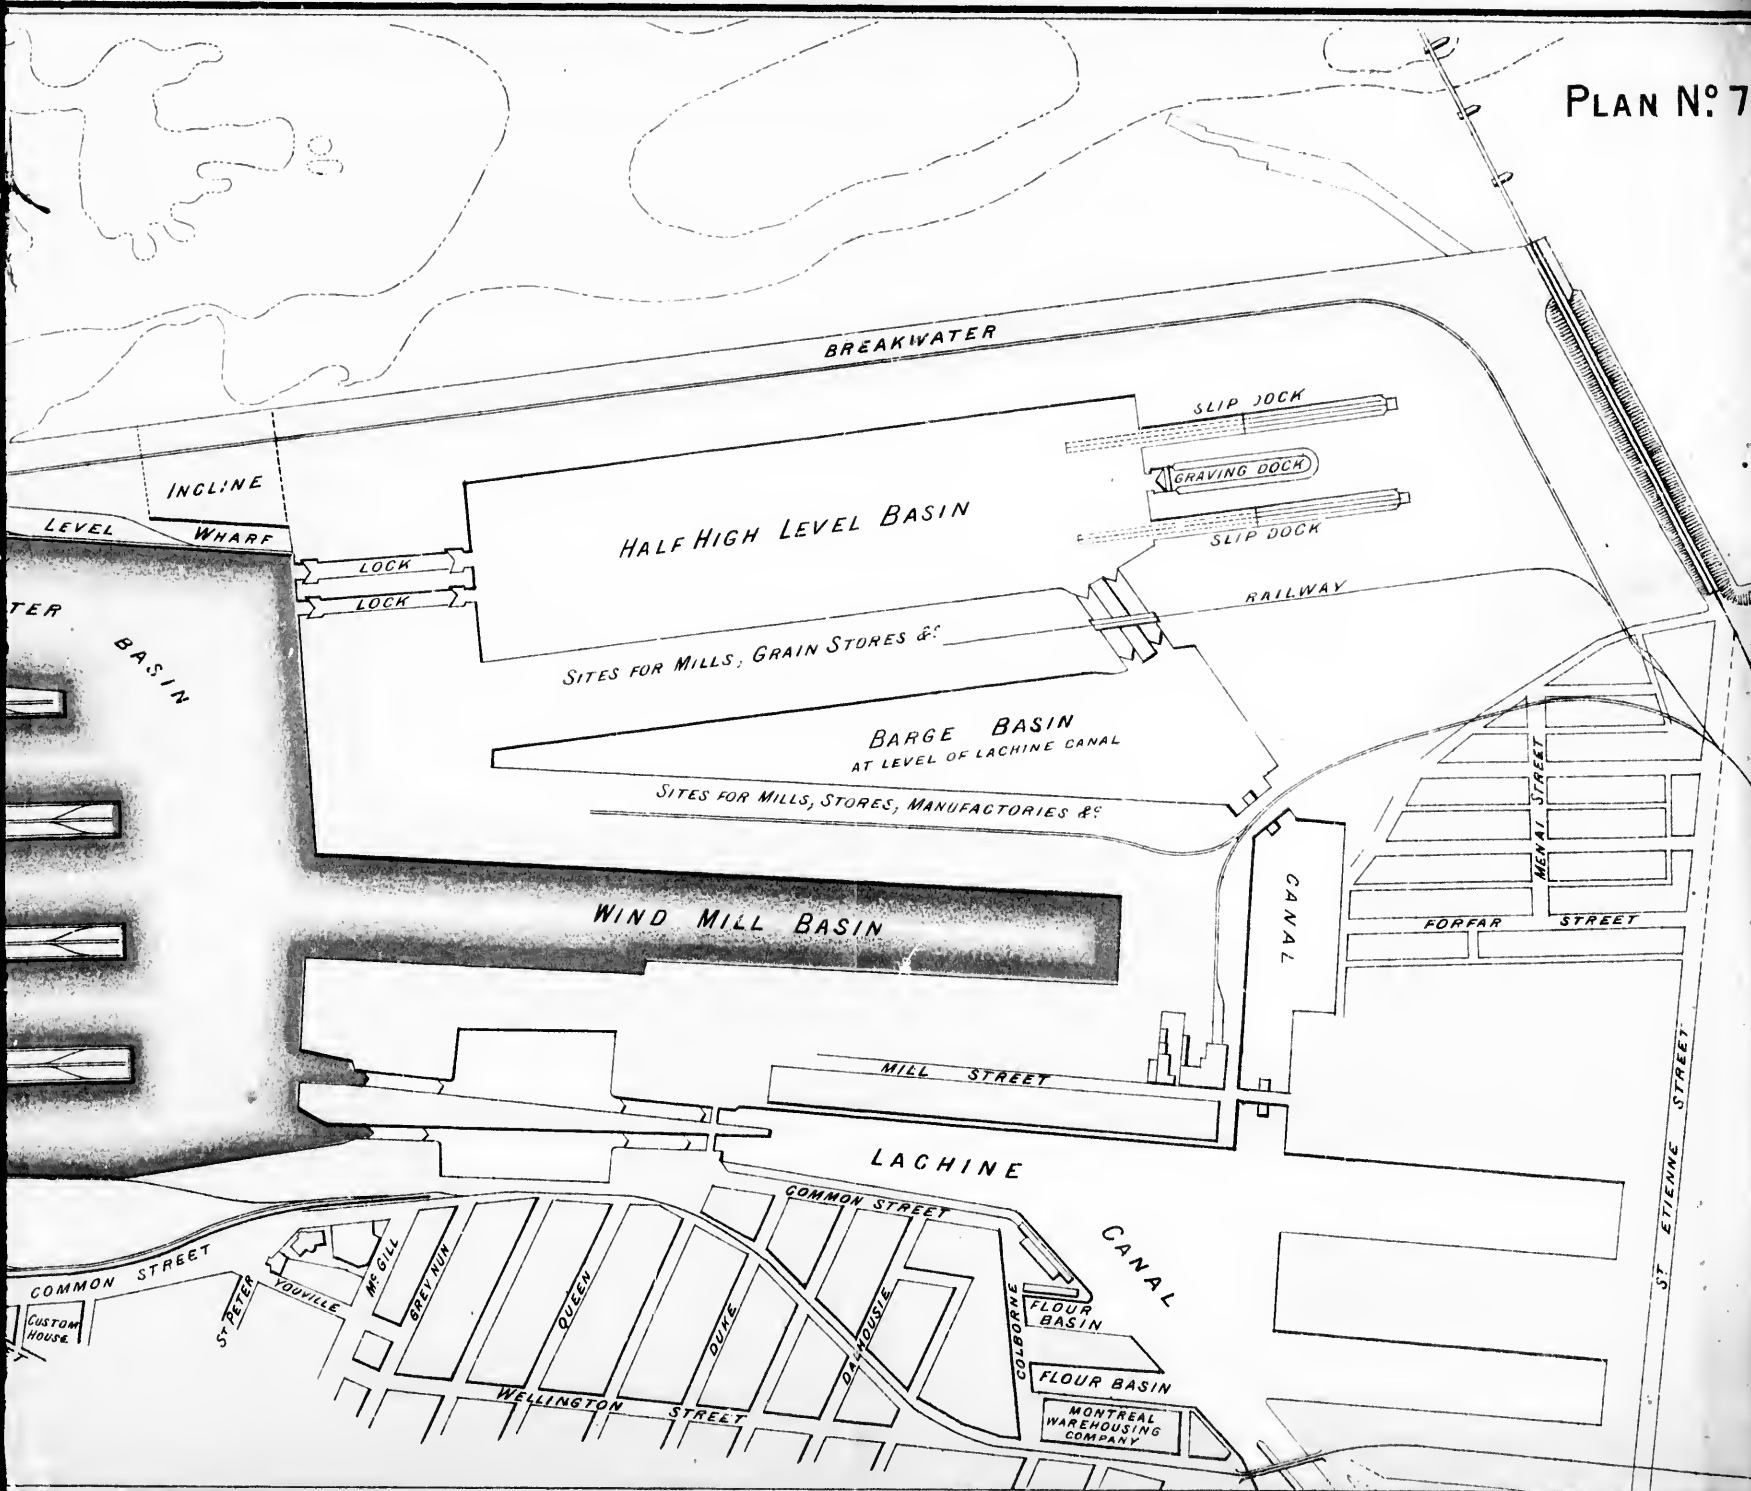 PLAN Nº 7
BREAKWATER
SLIP DOCK
GRAVING DOCK
SLIP DOCK
INCLINE
LEVEL WHARF
HALF HIGH LEVEL BASIN
LOCK
LOCK
RAILWAY
TER
BASIN
SITES FOR MILLS, GRAIN STORES &c
BARGE BASIN
AT LEVEL OF LACHINE CANAL
SITES FOR MILLS, STORES, MANUFACTORIES &c
MENAI STREET
CANAL
WIND MILL BASIN
FORFAR STREET
MILL STREET
ST ETIENNE STREET
LACHINE
CANAL
COMMON STREET
COMMON STREET
CUSTOM
HOUSE
ST PETER
YOUVILLE
Mc GILL
GREY NUN
QUEEN
DUKE
DALHOUSIE
COLBORNE
FLOUR
BASIN
FLOUR BASIN
WELLINGTON STREET
MONTREAL
WAREHOUSING
COMPANY